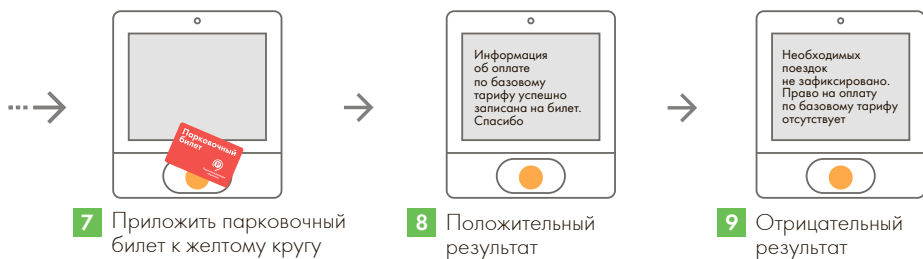 Парковочный
билет
7 Приложить парковочный
билет к желтому кругу
Информация
об оплате
по базовому
тарифу успешно
записана на билет.
Спасибо
8 Положительный
результат
Необходимых
поездок
не зафиксировано.
Право на оплату
по базовому тарифу
отсутствует
9 Отрицательный
результат